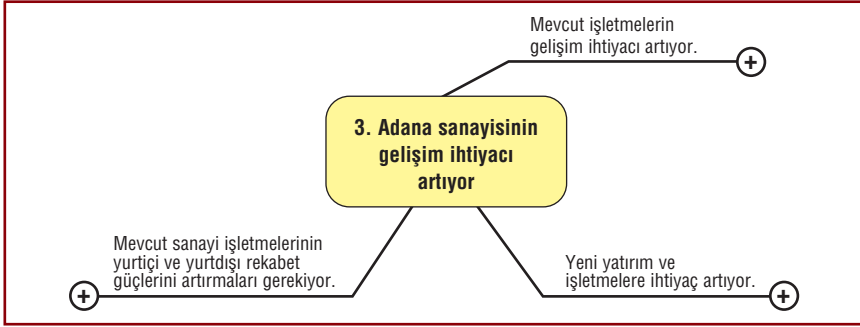 Mevcut işletmelerin
gelişim ihtiyacı artıyor.
+
3. Adana sanayisinin
gelişim ihtiyacı
artıyor
Mevcut sanayi işletmelerinin
yurtiçi ve yurtdışı rekabet
güçlerini artırmaları gerekiyor.
+
Yeni yatırım ve
işletmelere ihtiyaç artıyor.
+